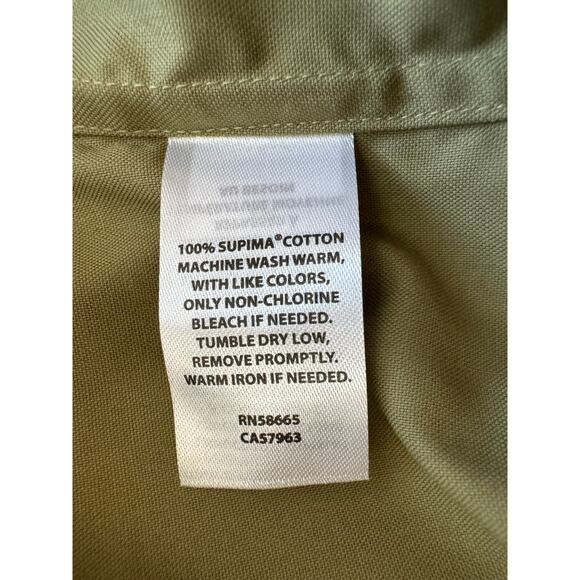 100% SUPIMA® COTTON
MACHINE WASH WARM,
WITH LIKE COLORS,
ONLY NON-CHLORINE
BLEACH IF NEEDED.
TUMBLE DRY LOW,
REMOVE PROMPTLY.
WARM IRON IF NEEDED.
RN58665
CA57963